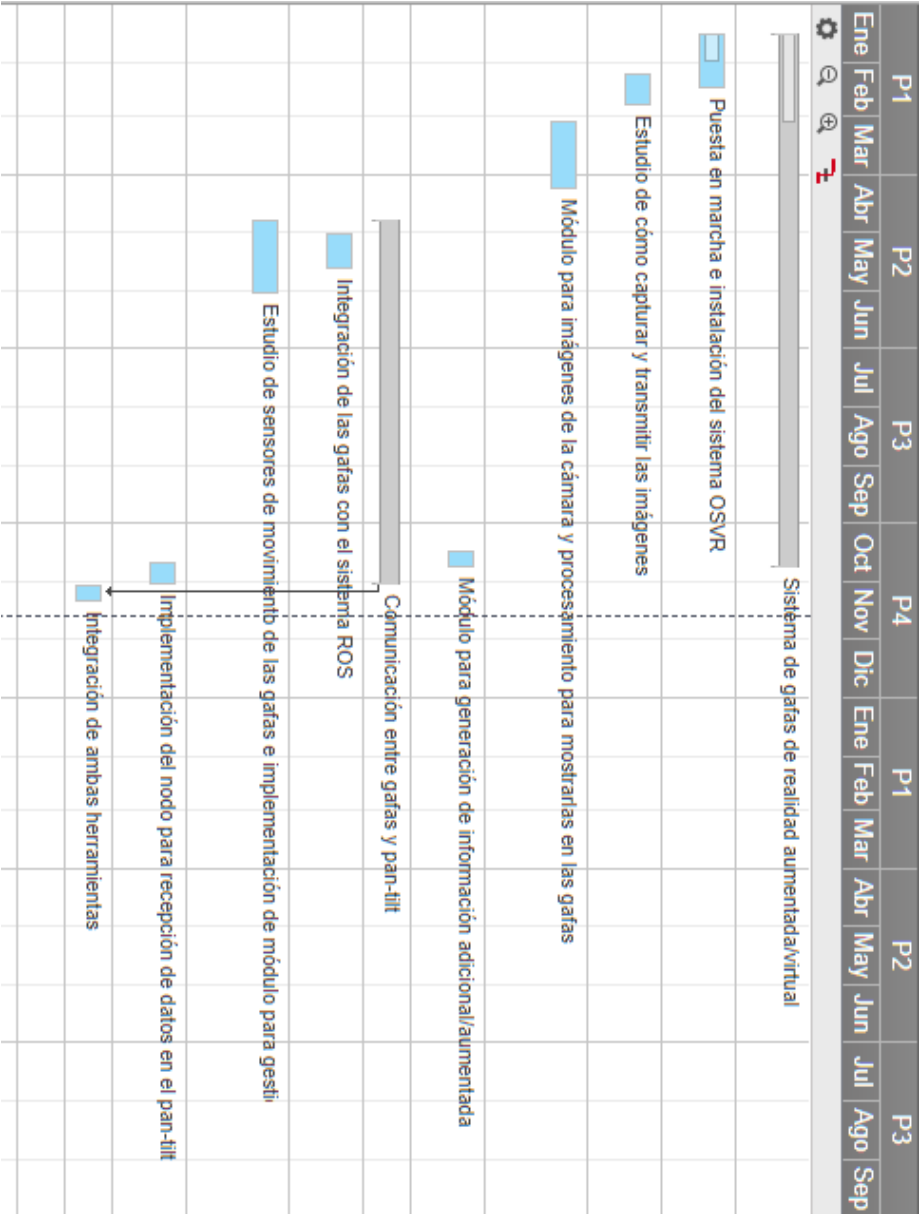 P1 P2 P3 P4 P1 P2 P3
Ene Feb Mar Abr May Jun Jul Ago Sep Oct Nov Dic Ene Feb Mar Abr May Jun Jul Ago Sep
Sistema de gafas de realidad aumentada/virtual
Puesta en marcha e instalación del sistema OSVR
Estudio de cómo capturar y transmitir las imágenes
Módulo para imágenes de la cámara y procesamiento para mostrarlas en las gafas
Módulo para generación de información adicional/aumentada
Comunicación entre gafas y pan-tilt
Integración de las gafas con el sistema ROS
Estudio de sensores de movimiento de las gafas e implementación de módulo para gesti
Implementación del nodo para recepción de datos en el pan-tilt
Integración de ambas herramientas